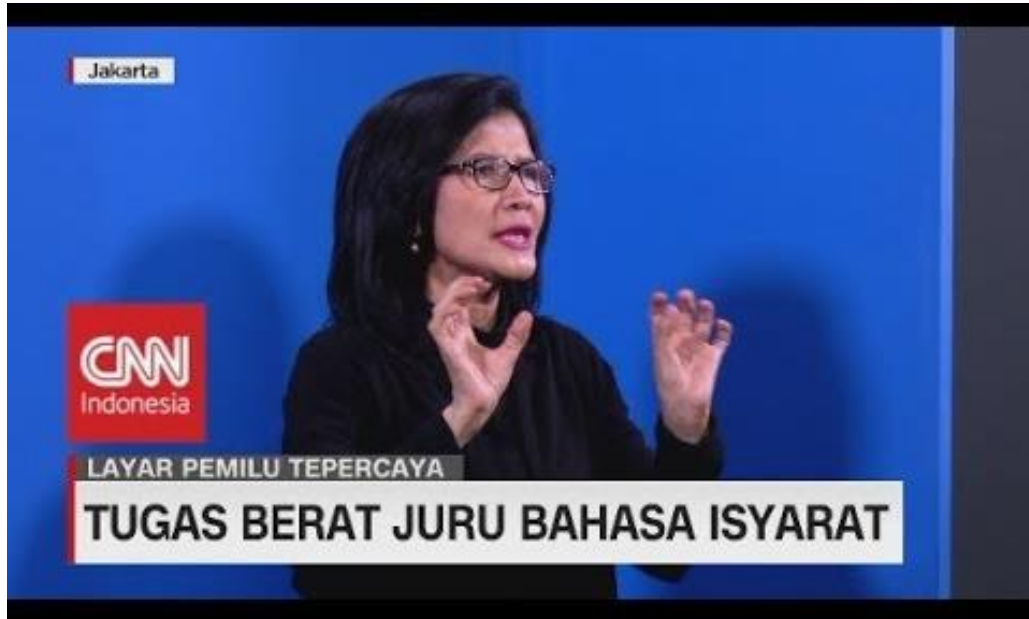 Jakarta
CNN
Indonesia
LAYAR PEMILU TEPERCAYA
TUGAS BERAT JURU BAHASA ISYARAT